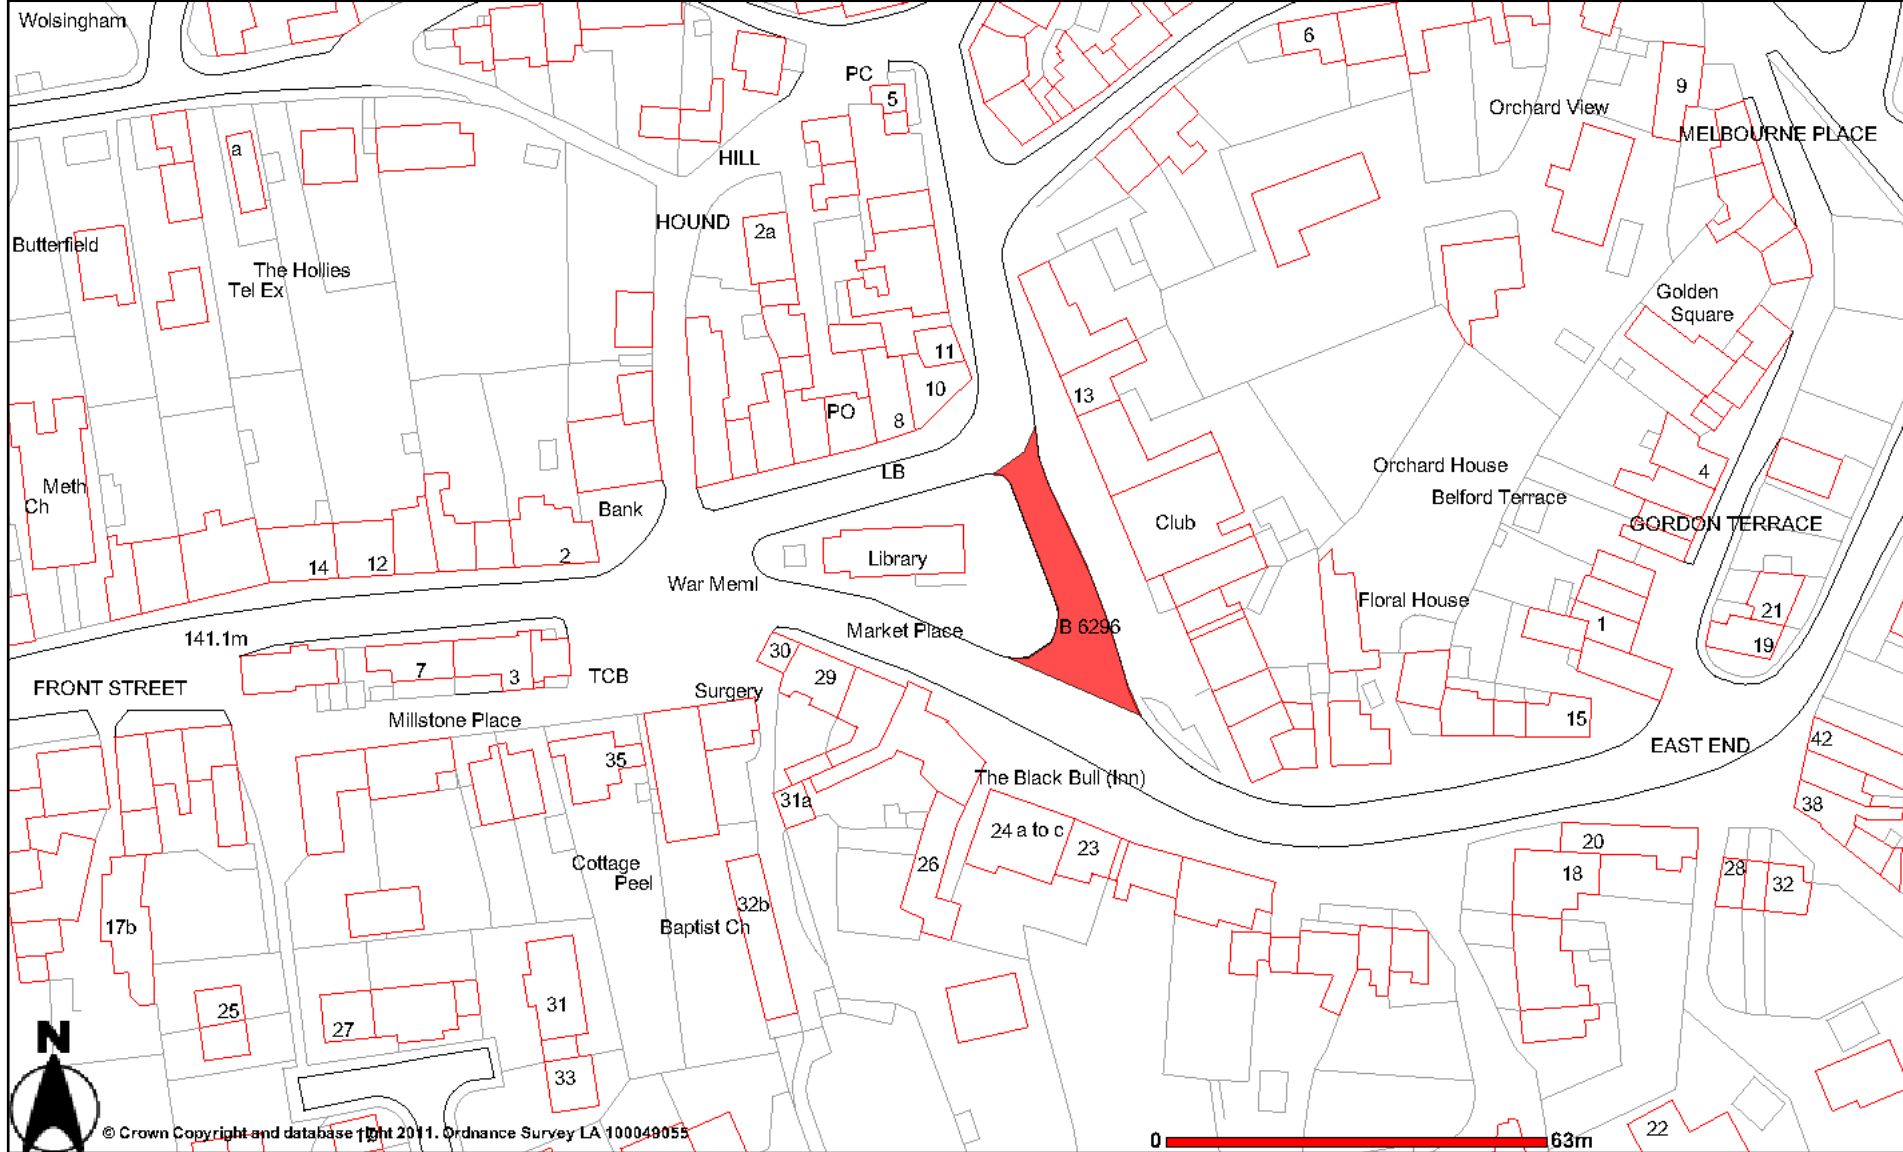 Wolsingham
PC
5
6
9
Orchard View
MELBOURNE PLACE
a
HILL
HOUND
2a
Butterfield
The Hollies
Tel Ex
Golden
Square
11
10
13
PO
8
LB
Meth
Ch
Bank
Orchard House
Belford Terrace
4
GORDON TERRACE
Club
Library
14
12
2
War Meml
Floral House
21
1
19
B 6296
Market Place
141.1m
30
29
7
3
TCB
FRONT STREET
Surgery
Millstone Place
15
EAST END
42
35
The Black Bull (Inn)
31a
38
24 a to c
23
20
26
18
28
32
Cottage
Peel
32b
Baptist Ch
17b
25
27
31
33
22
N
© Crown Copyright and database right 2011. Ordnance Survey LA 100049055
0
63m